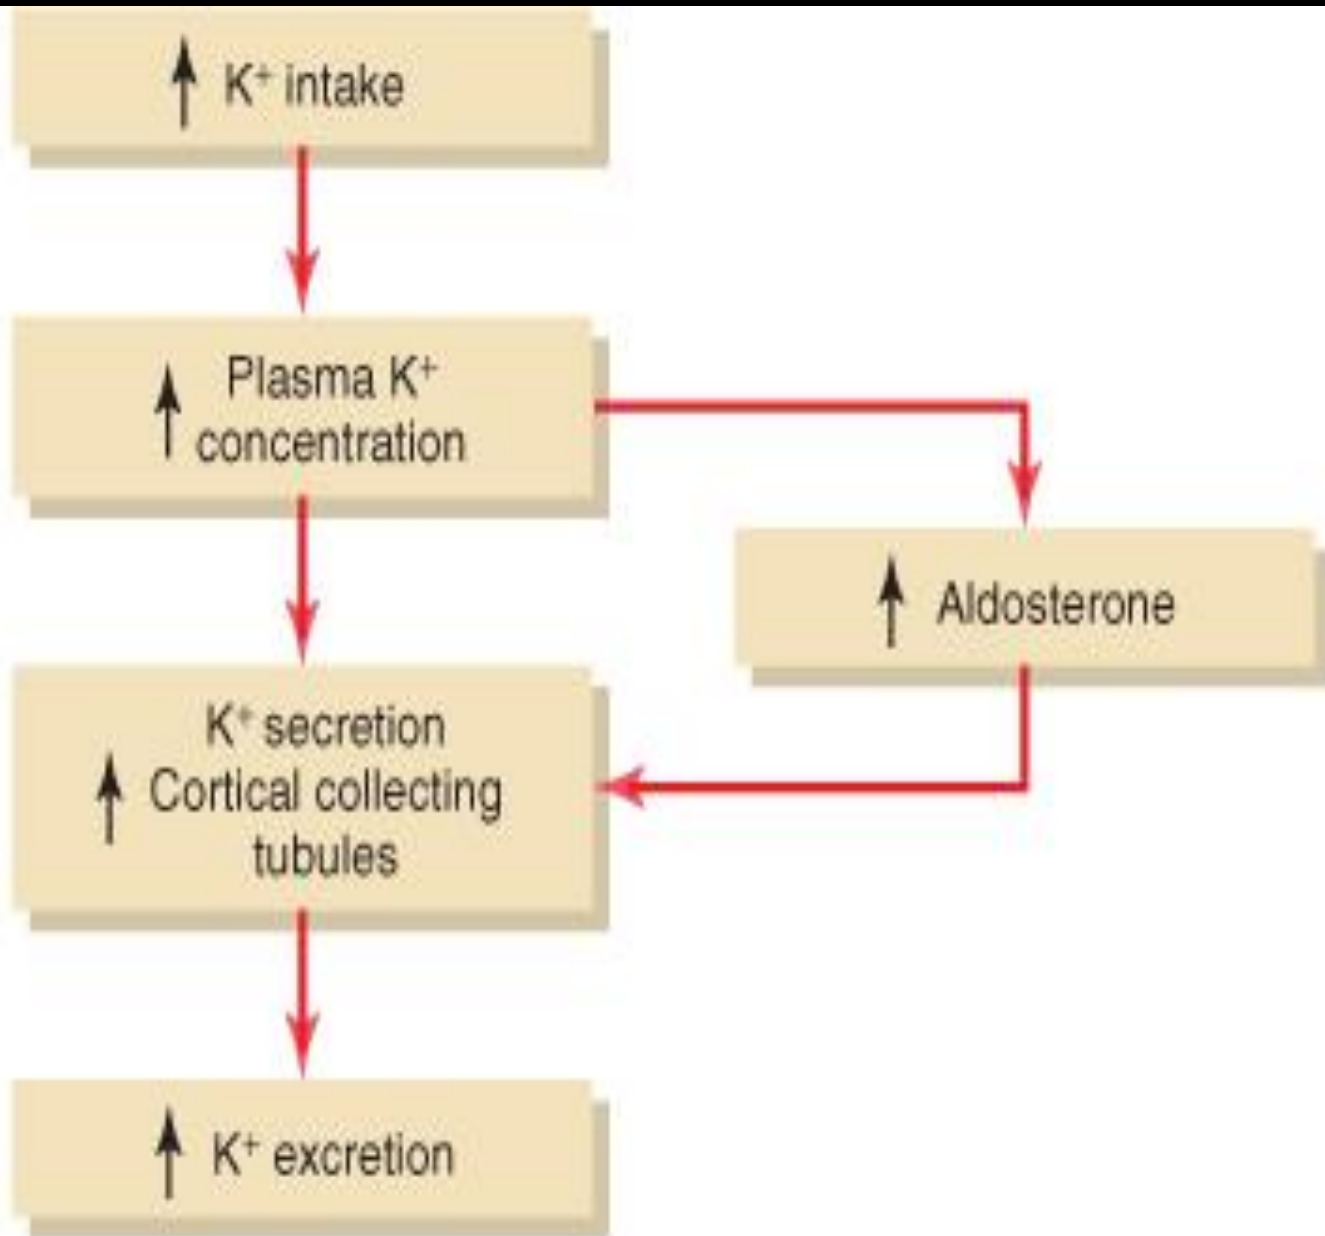 ↑ K⁺ intake
↑ Plasma K⁺
concentration
↑ Aldosterone
K⁺ secretion
↑ Cortical collecting
tubules
↑ K⁺ excretion